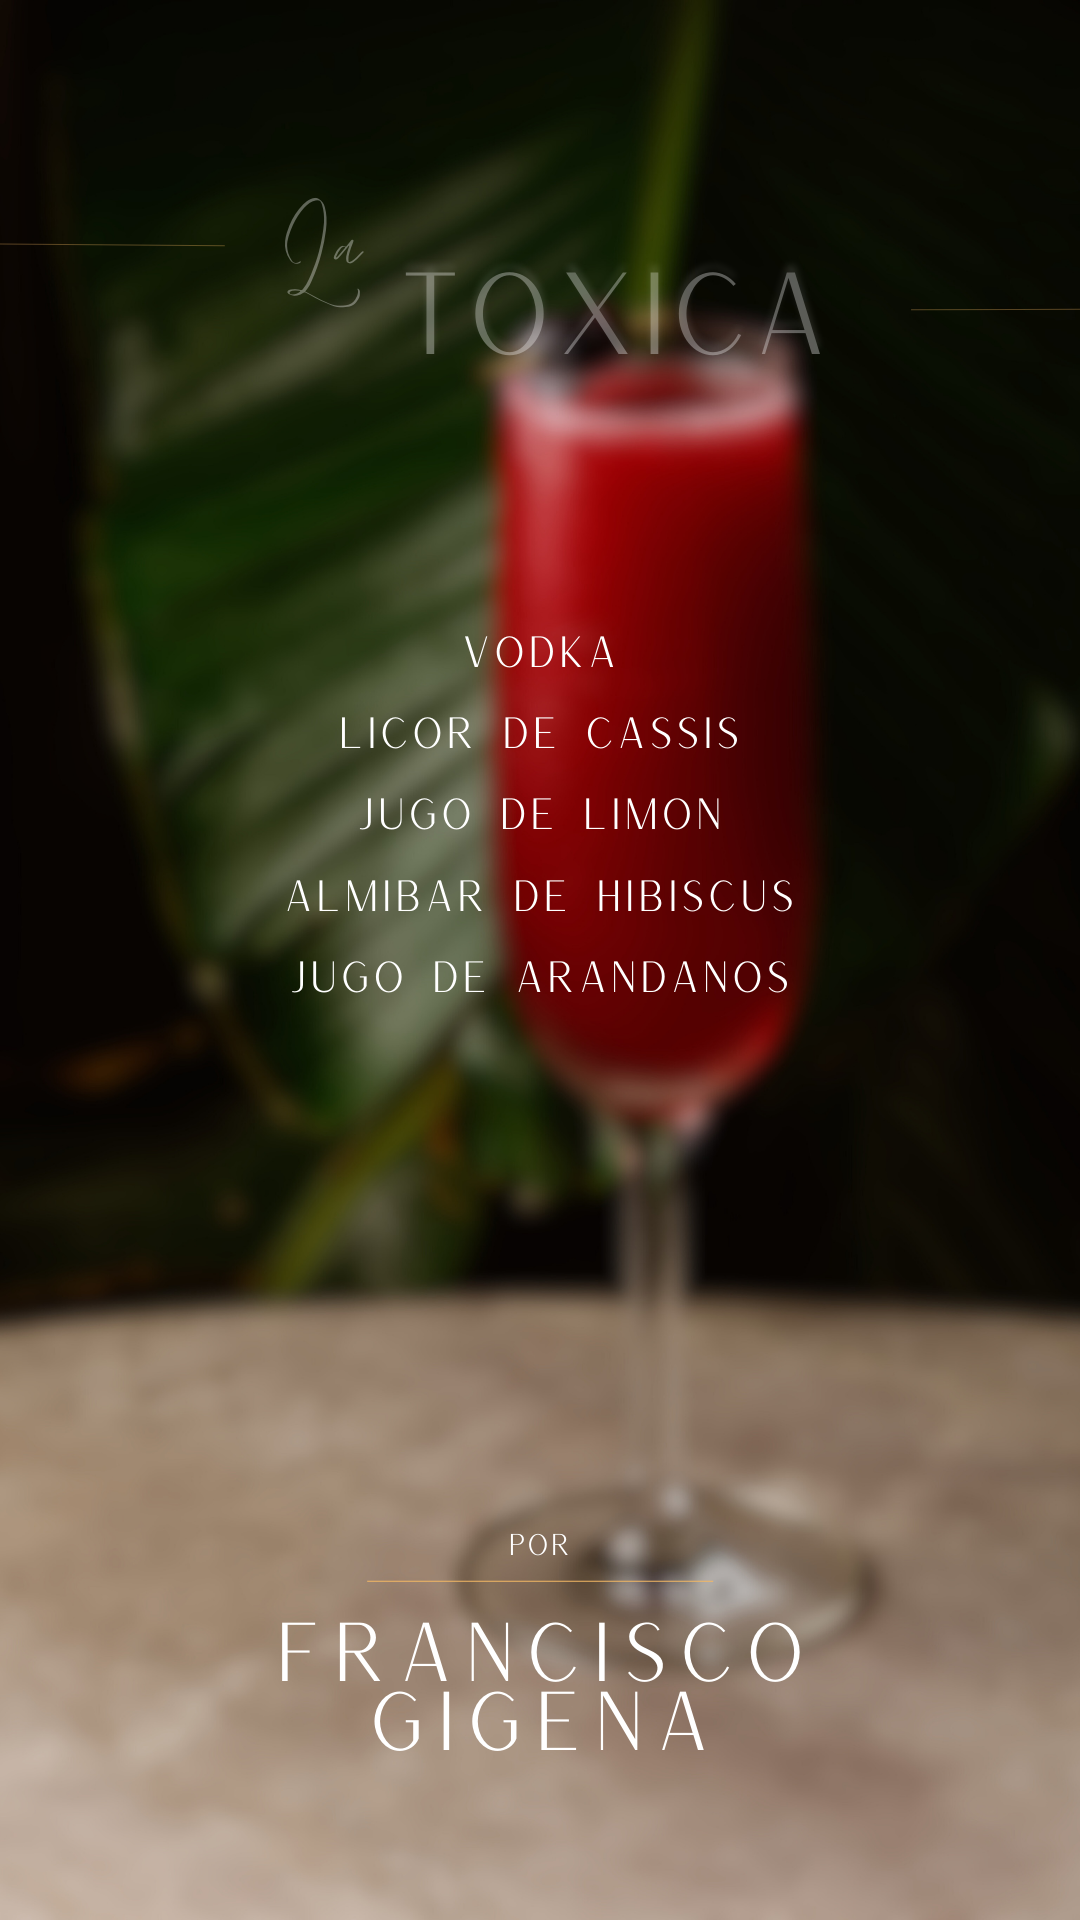 La
TOXICA
VODKA
LICOR DE CASSIS
JUGO DE LIMON
ALMIBAR DE HIBISCUS
JUGO DE ARANDANOS
POR
FRANCISCO
GIGENA